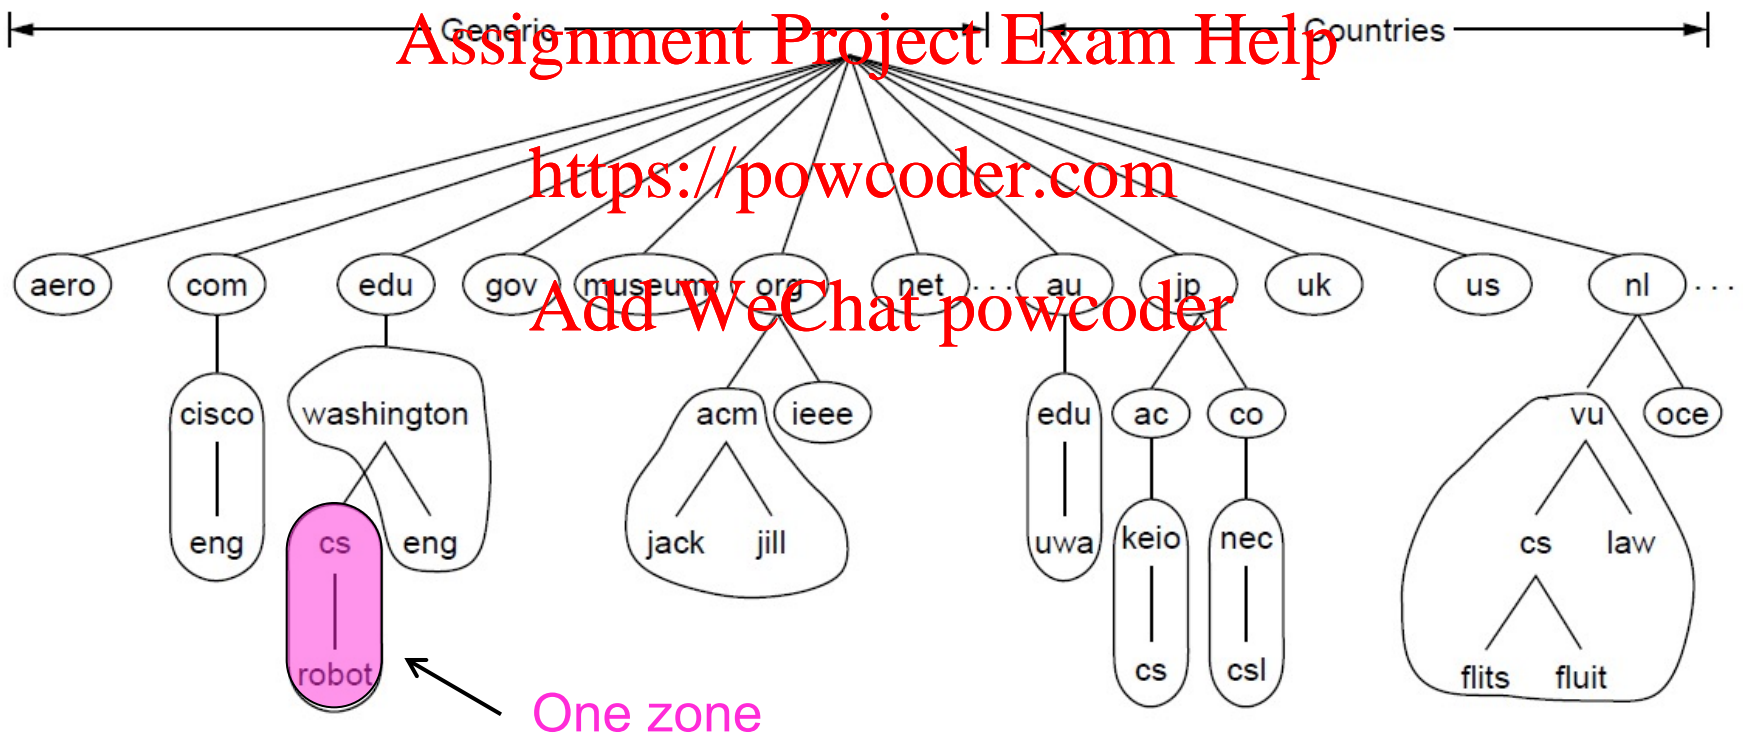 Generic Countries
Assignment Project Exam Help
https://powcoder.com
aero com edu gov museum org net ... au jp uk us nl ...
Add WeChat powcoder
cisco washington acm ieee edu ac co vu oce
eng cs eng jack jill uwa keio nec cs law
robot cs csl flits fluit
One zone